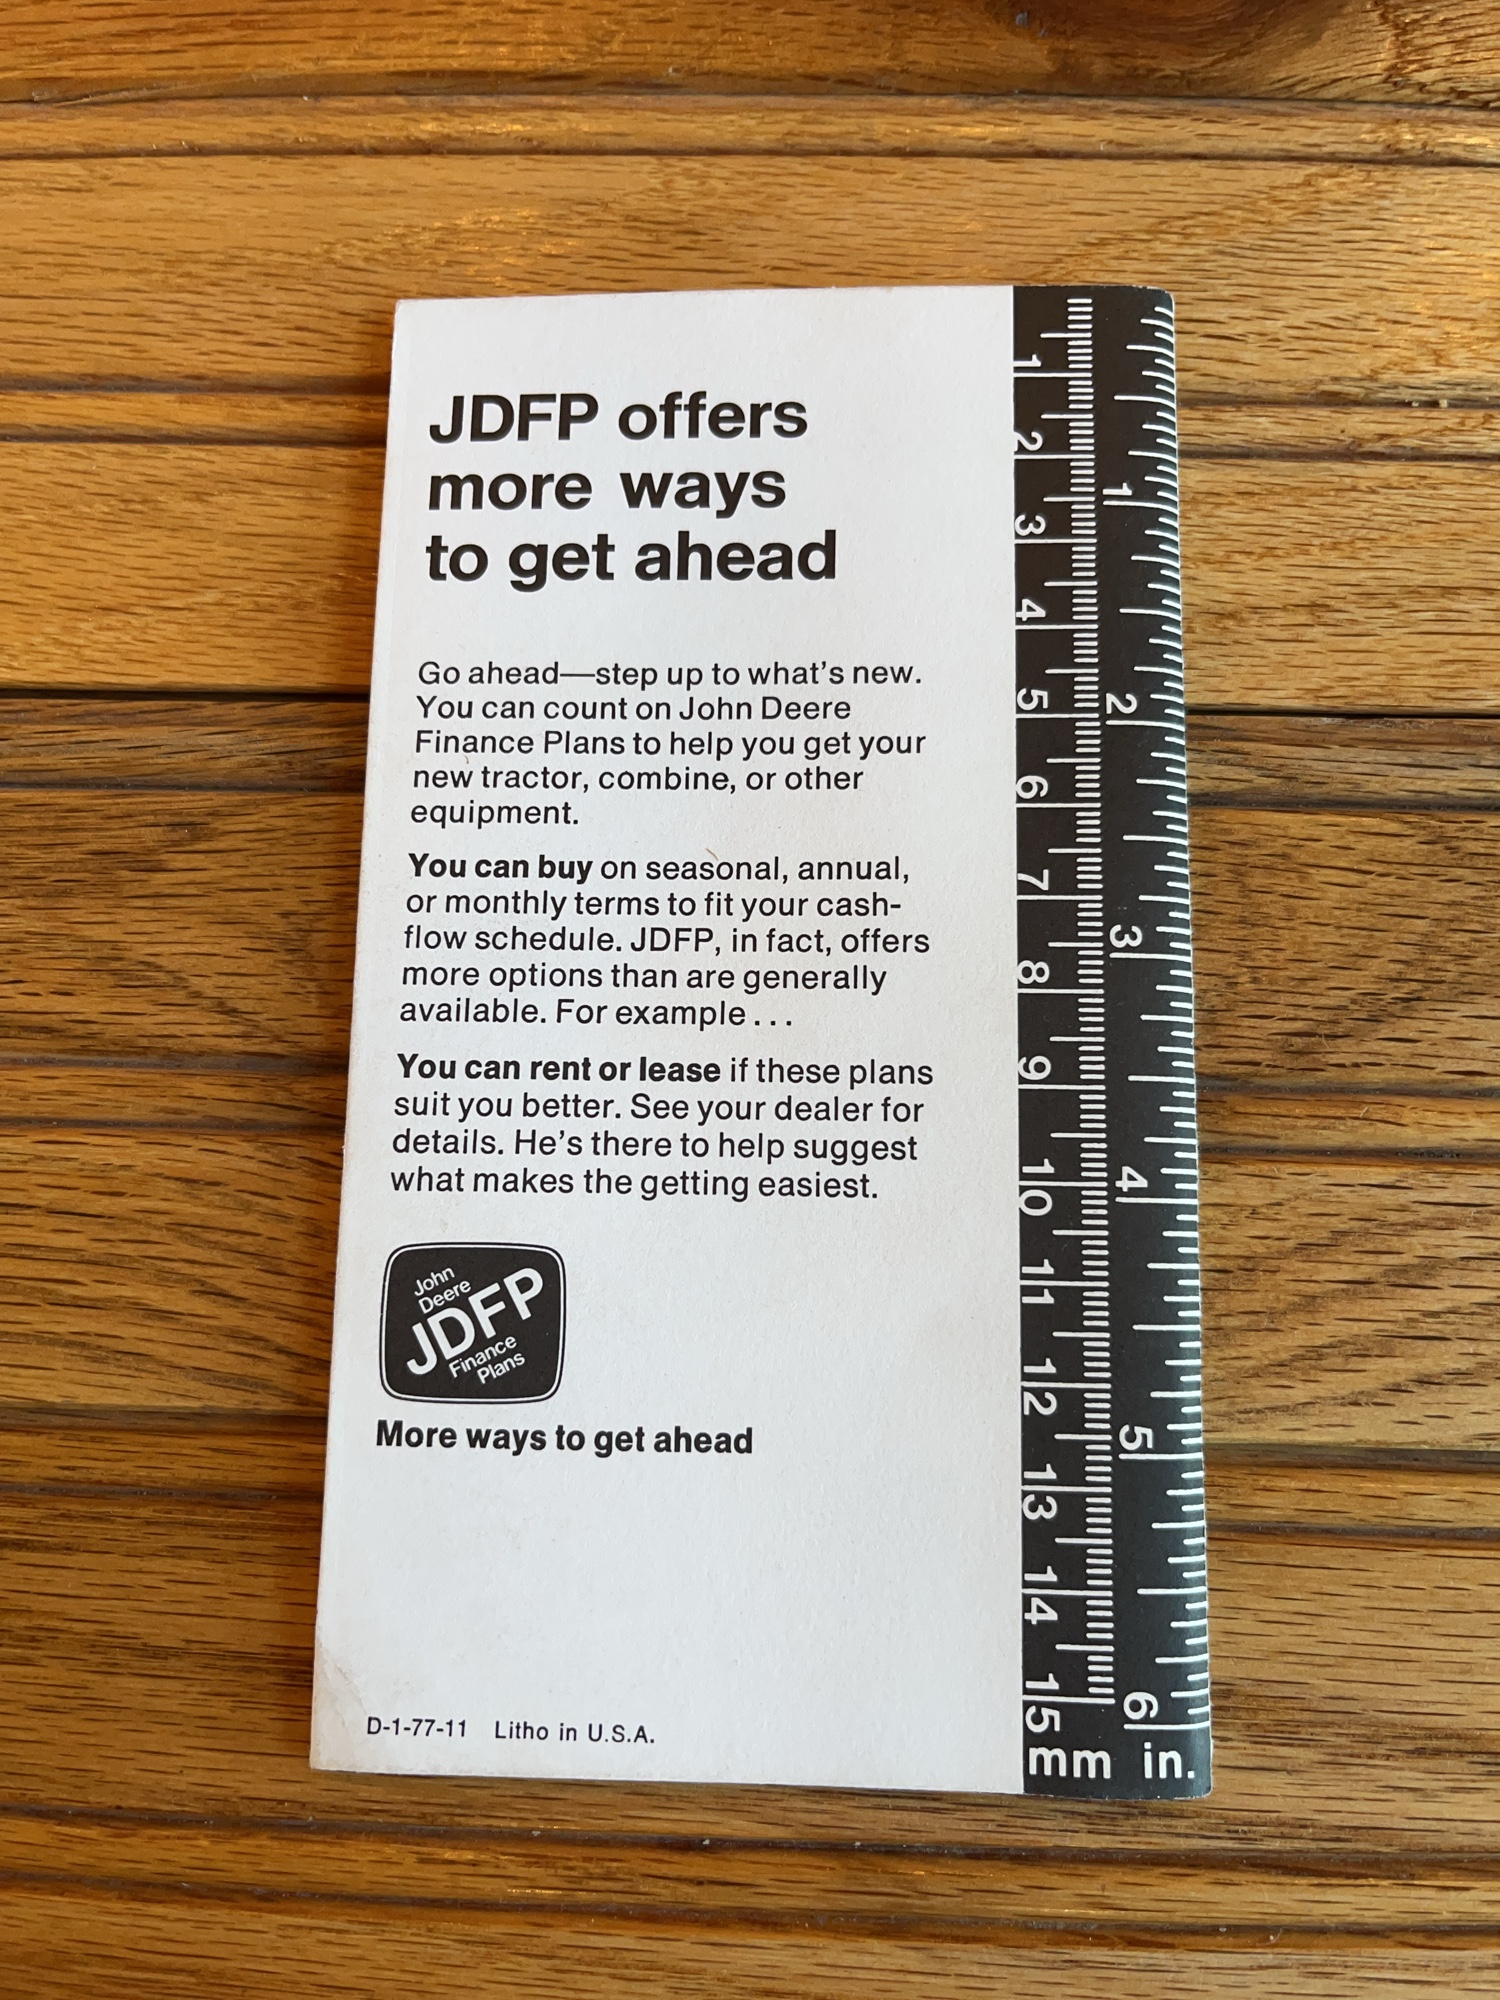 JDFP offers
more ways
to get ahead
Go ahead—step up to what's new.
You can count on John Deere
Finance Plans to help you get your
new tractor, combine, or other
equipment.
You can buy on seasonal, annual,
or monthly terms to fit your cash-
flow schedule. JDFP, in fact, offers
more options than are generally
available. For example . . .
You can rent or lease if these plans
suit you better. See your dealer for
details. He's there to help suggest
what makes the getting easiest.
John
Deere
JDFP
Finance
Plans
More ways to get ahead
D-1-77-11 Litho in U.S.A.
1 2 3 4 5 6 7 8 9 10 11 12 13 14 15
mm
1 2 3 4 5 6
in.